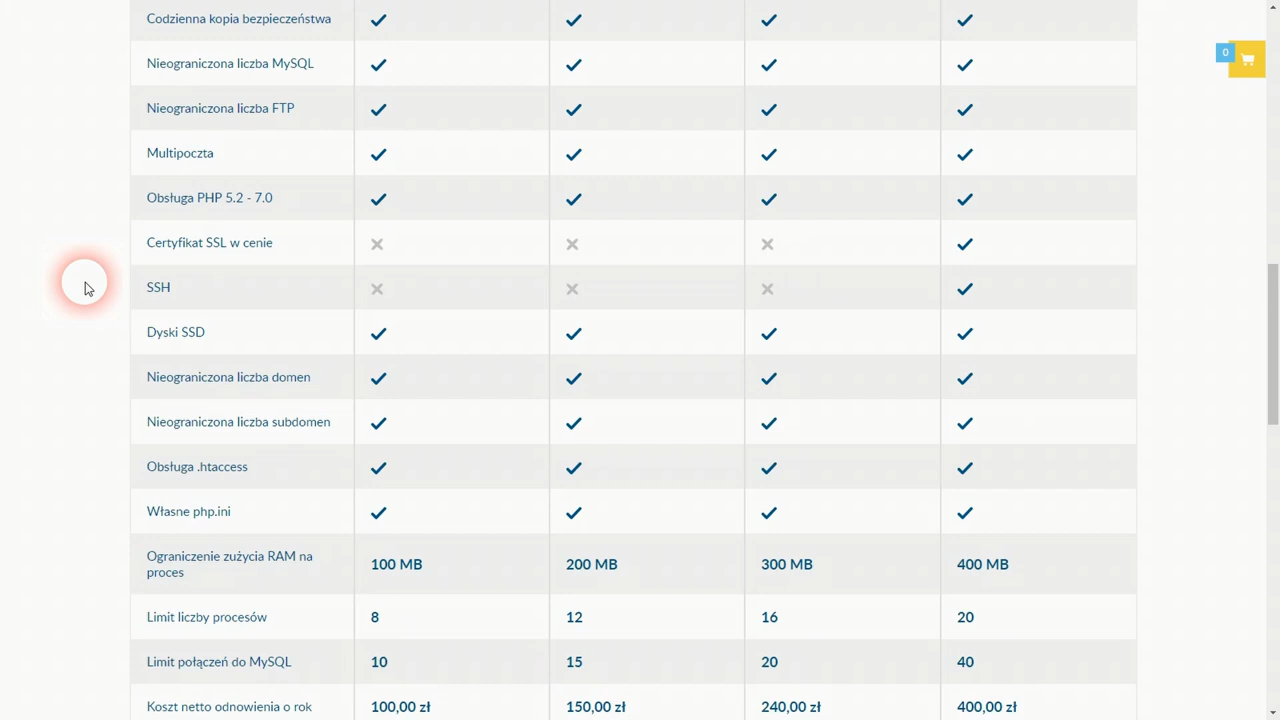 Codzienna kopia bezpieczeństwa
0
Nieograniczona liczba MySQL
Nieograniczona liczba FTP
Multipoczta
Obsługa PHP 5.2 - 7.0
Certyfikat SSL w cenie
SSH
Dyski SSD
Nieograniczona liczba domen
Nieograniczona liczba subdomen
Obsługa .htaccess
Własne php.ini
Ograniczenie zużycia RAM na
proces
100 MB 200 MB 300 MB 400 MB
Limit liczby procesów 8 12 16 20
Limit połączeń do MySQL 10 15 20 40
Koszt netto odnowienia o rok 100,00 zł 150,00 zł 240,00 zł 400,00 zł